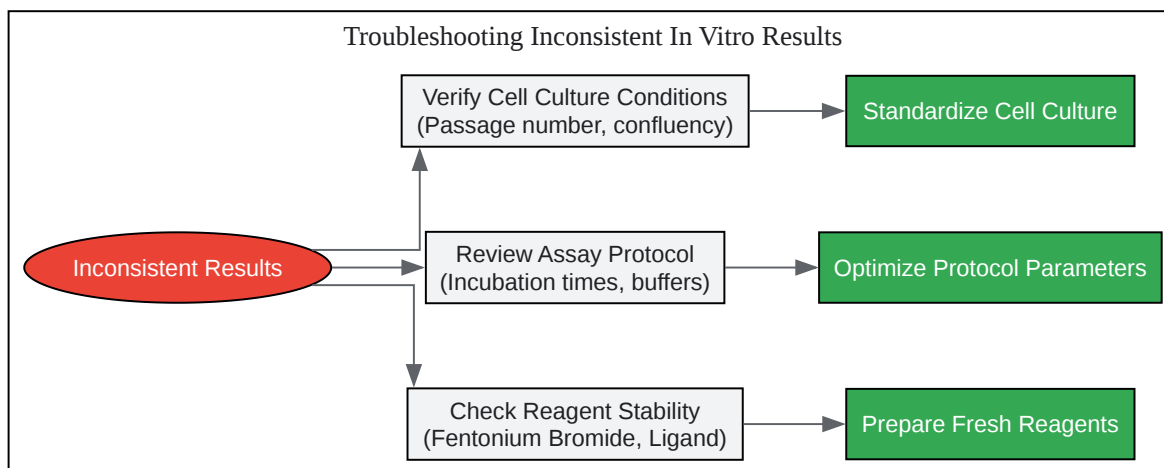 Troubleshooting Inconsistent In Vitro Results
Verify Cell Culture Conditions
(Passage number, confluency)
Standardize Cell Culture
Inconsistent Results
Review Assay Protocol
(Incubation times, buffers)
Optimize Protocol Parameters
Check Reagent Stability
(Fentonium Bromide, Ligand)
Prepare Fresh Reagents